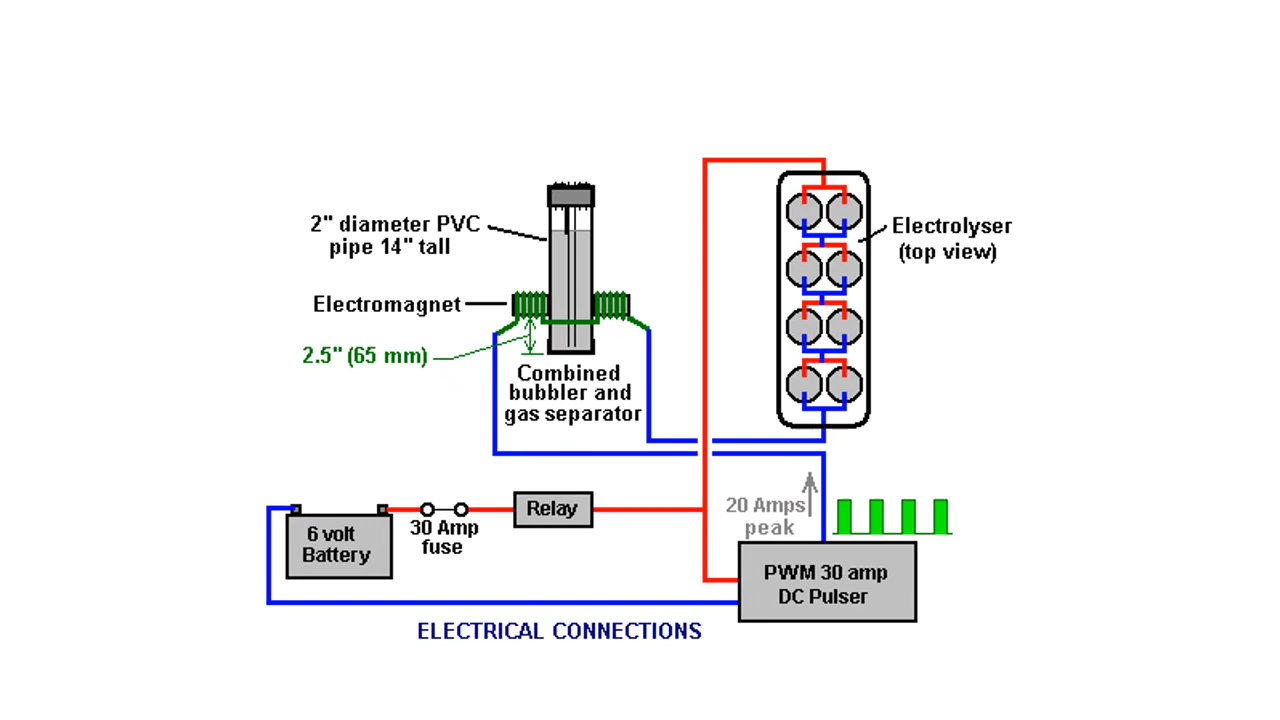 2" diameter PVC
pipe 14" tall
Electrolyser
(top view)
Electromagnet
2.5" (65 mm)
Combined
bubbler and
gas separator
6 volt
Battery
30 Amp
fuse
Relay
20 Amps
peak
PWM 30 amp
DC Pulser
ELECTRICAL CONNECTIONS